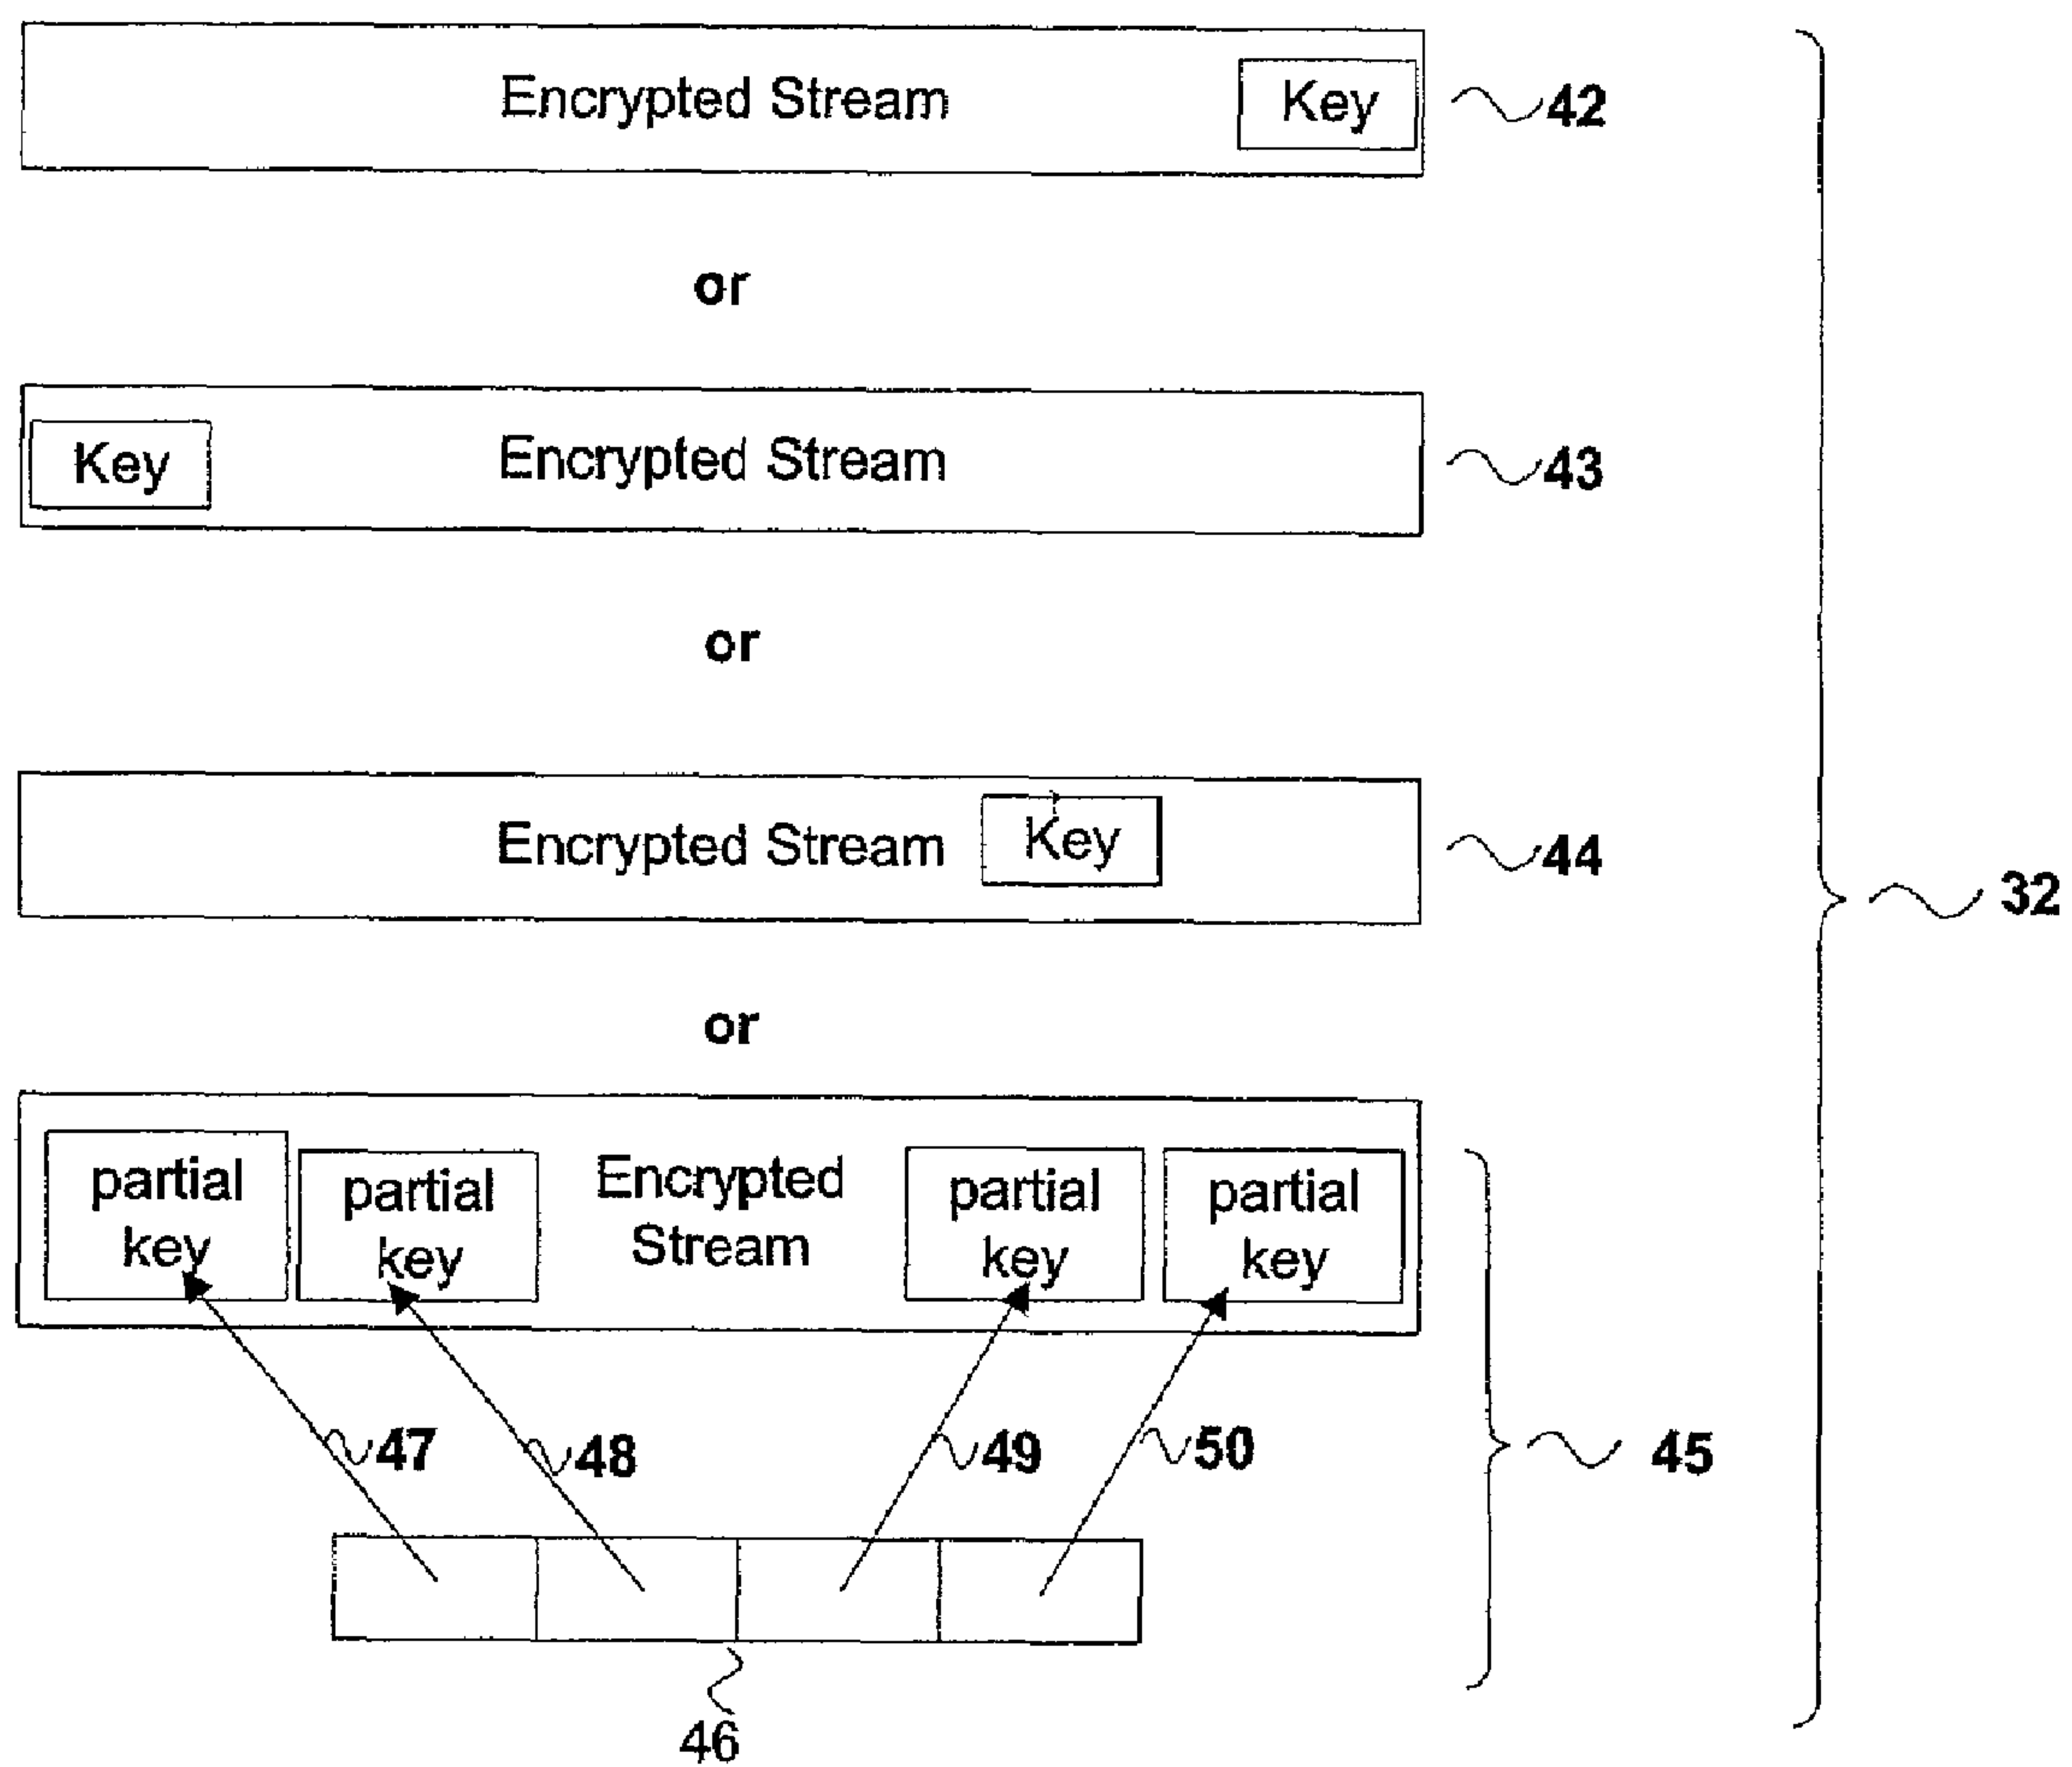 Encrypted Stream Key 42
or
Key Encrypted Stream 43
or
Encrypted Stream Key 44
32
or
partial key
partial key
Encrypted Stream
partial key
partial key
47 48 49 50 45
46